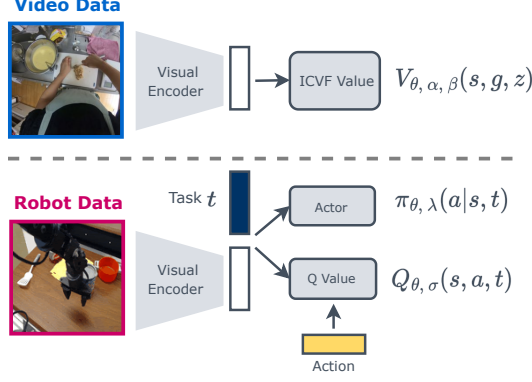 Video Data
Visual
Encoder
ICVF Value
V_{θ, α, β}(s, g, z)
Robot Data
Task t
Actor
π_{θ, λ}(a|s, t)
Visual
Encoder
Q Value
Q_{θ, σ}(s, a, t)
Action